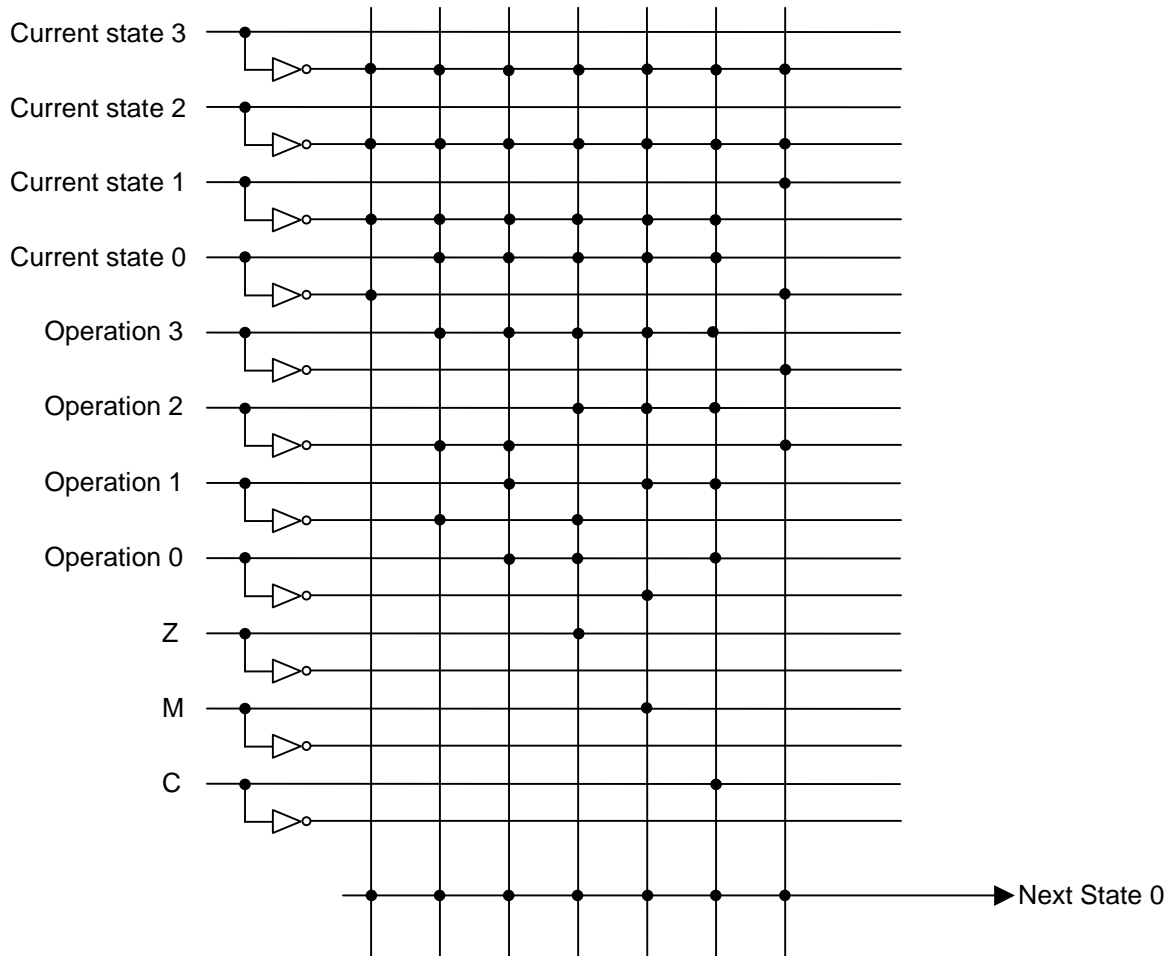 Current state 3
Current state 2
Current state 1
Current state 0
Operation 3
Operation 2
Operation 1
Operation 0
Z
M
C
Next State 0